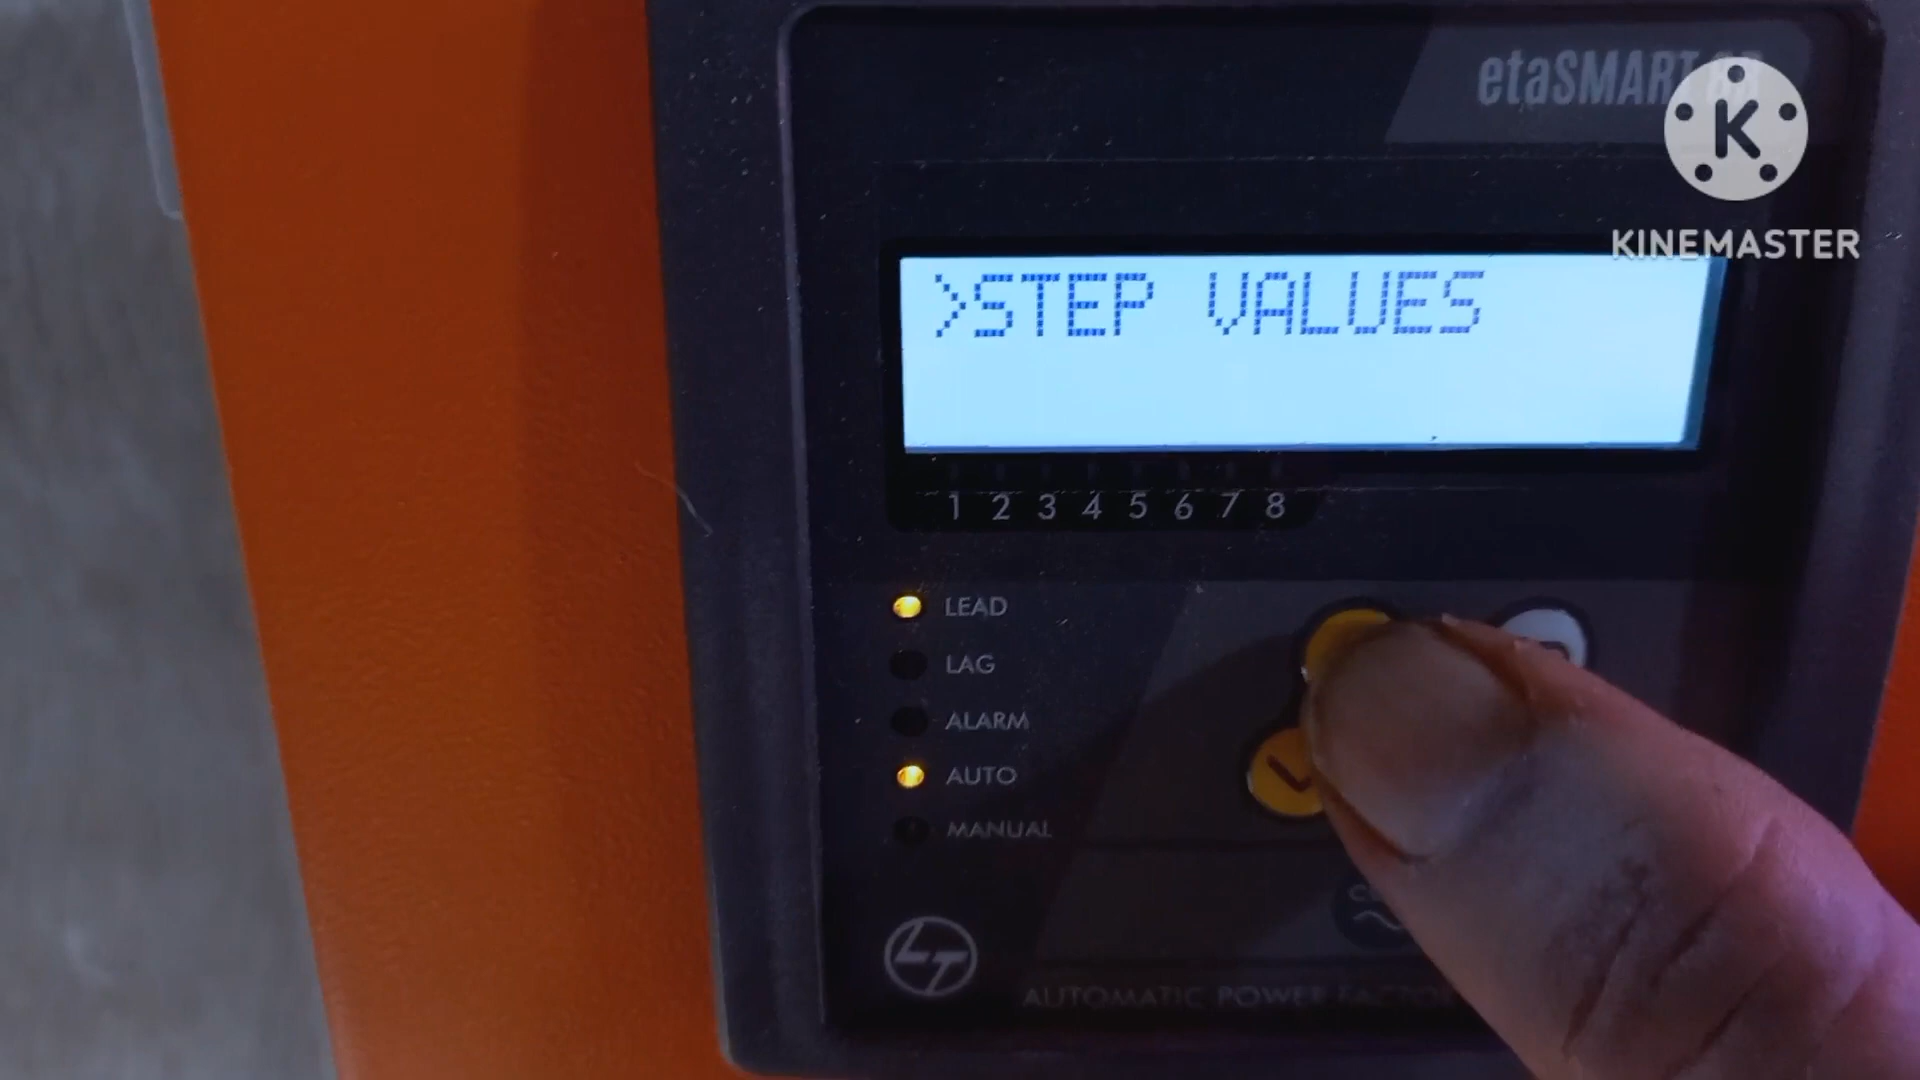 etaSMART
K
KINEMASTER
>STEP VALUES
1 2 3 4 5 6 7 8
LEAD
LAG
ALARM
AUTO
MANUAL
LT
AUTOMATIC POWER FACTOR